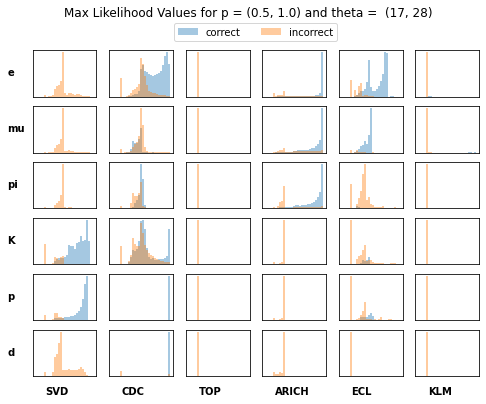 Max Likelihood Values for p = (0.5, 1.0) and theta =  (17, 28)
correct incorrect
e
mu
pi
K
p
d
SVD CDC TOP ARICH ECL KLM